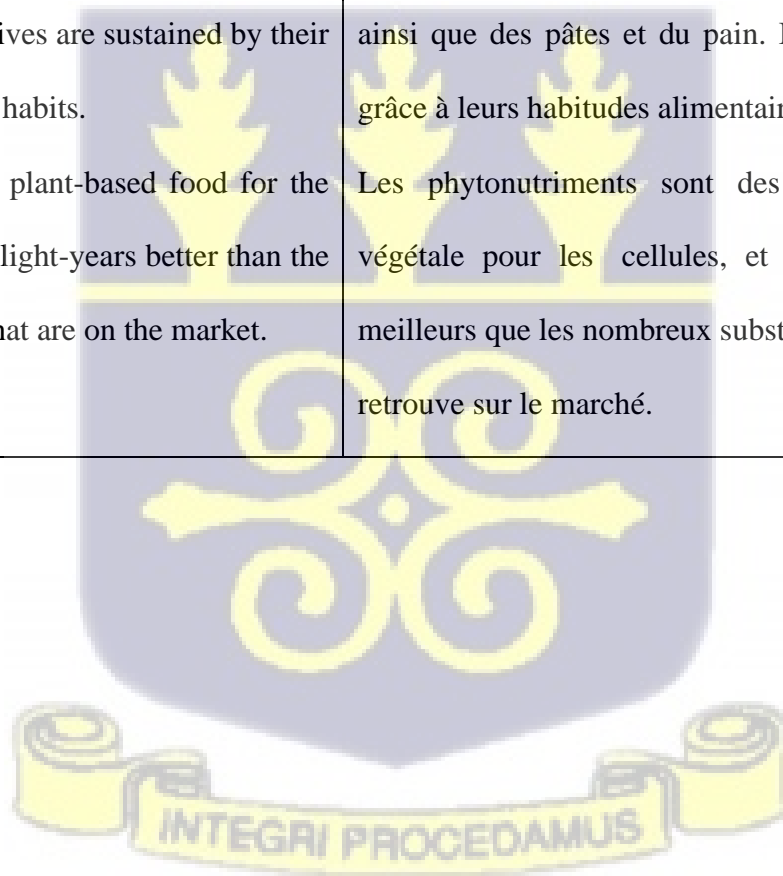 ives are sustained by their
habits.
plant-based food for the
light-years better than the
hat are on the market.
ainsi que des pâtes et du pain.
grâce à leurs habitudes alimentair
Les phytonutriments sont des
végétale pour les cellules, et
meilleurs que les nombreux subst
retrouve sur le marché.
INTEGRI PROCEDAMUS